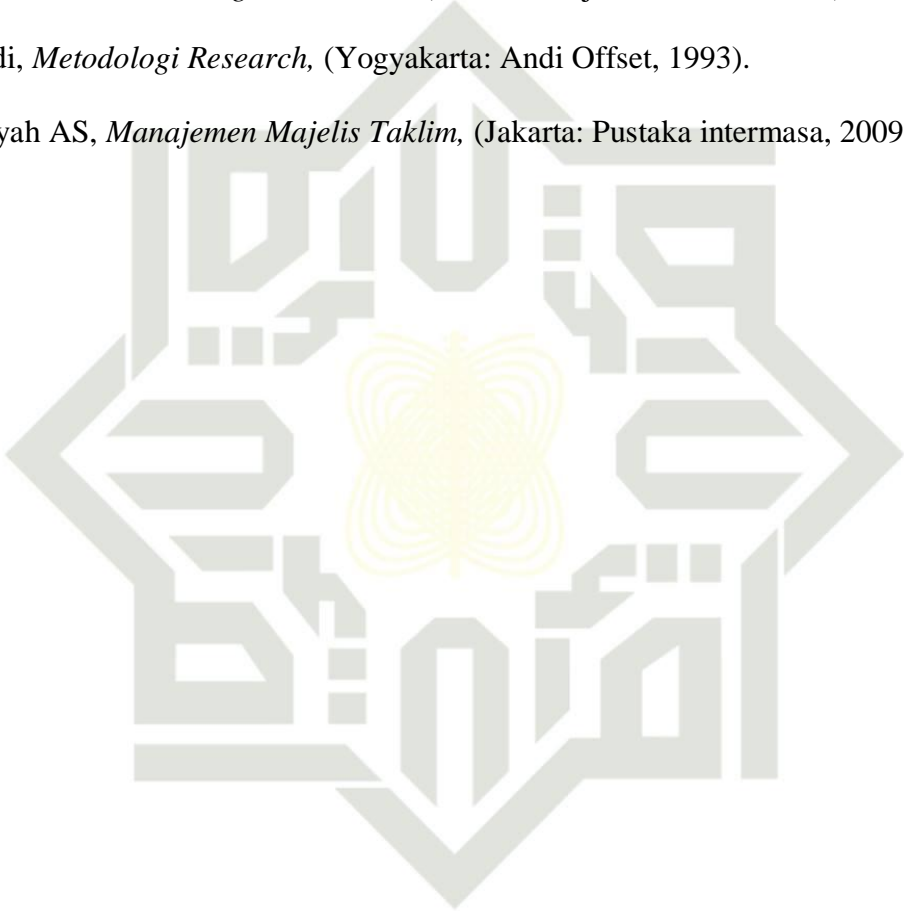 di, Metodologi Research, (Yogyakarta: Andi Offset, 1993).
yah AS, Manajemen Majelis Taklim, (Jakarta: Pustaka intermasa, 2009